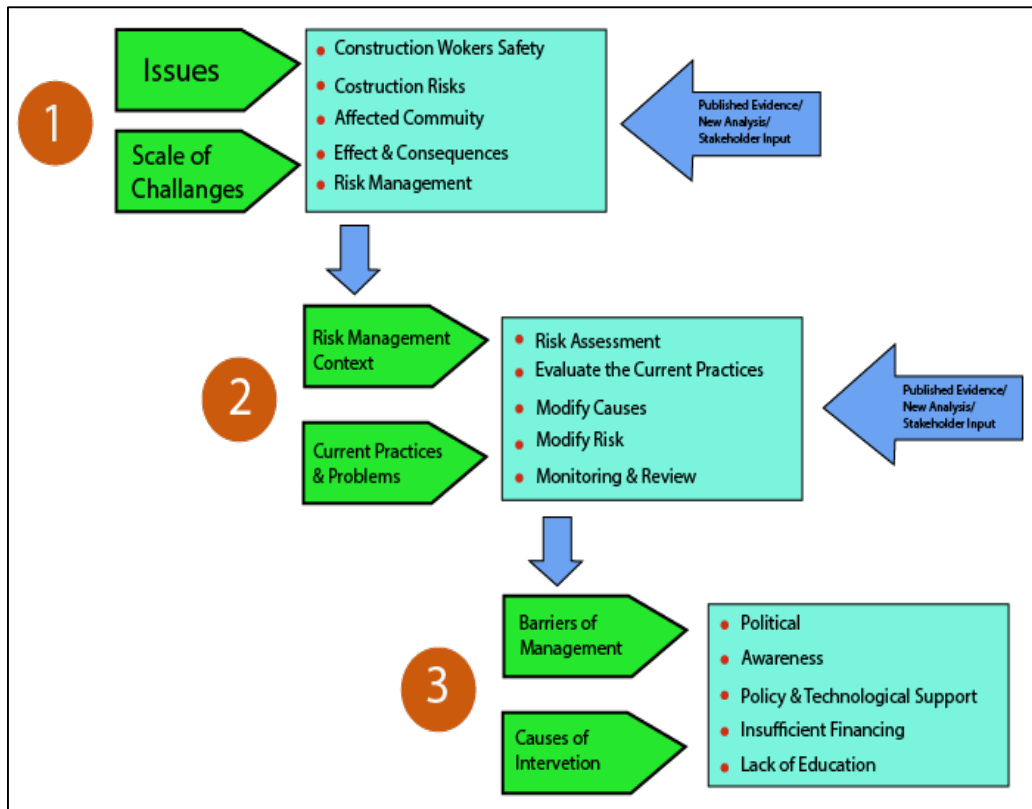 1
Issues
Scale of
Challanges
Construction Wokers Safety
Costruction Risks
Affected Commuity
Effect & Consequences
Risk Management
Published Evidence/
New Analysis/
Stakeholder Input
2
Risk Management
Context
Current Practices
& Problems
Risk Assessment
Evaluate the Current Practices
Modify Causes
Modify Risk
Monitoring & Review
Published Evidence/
New Analysis/
Stakeholder Input
3
Barriers of
Management
Causes of
Intervetion
Political
Awareness
Policy & Technological Support
Insufficient Financing
Lack of Education